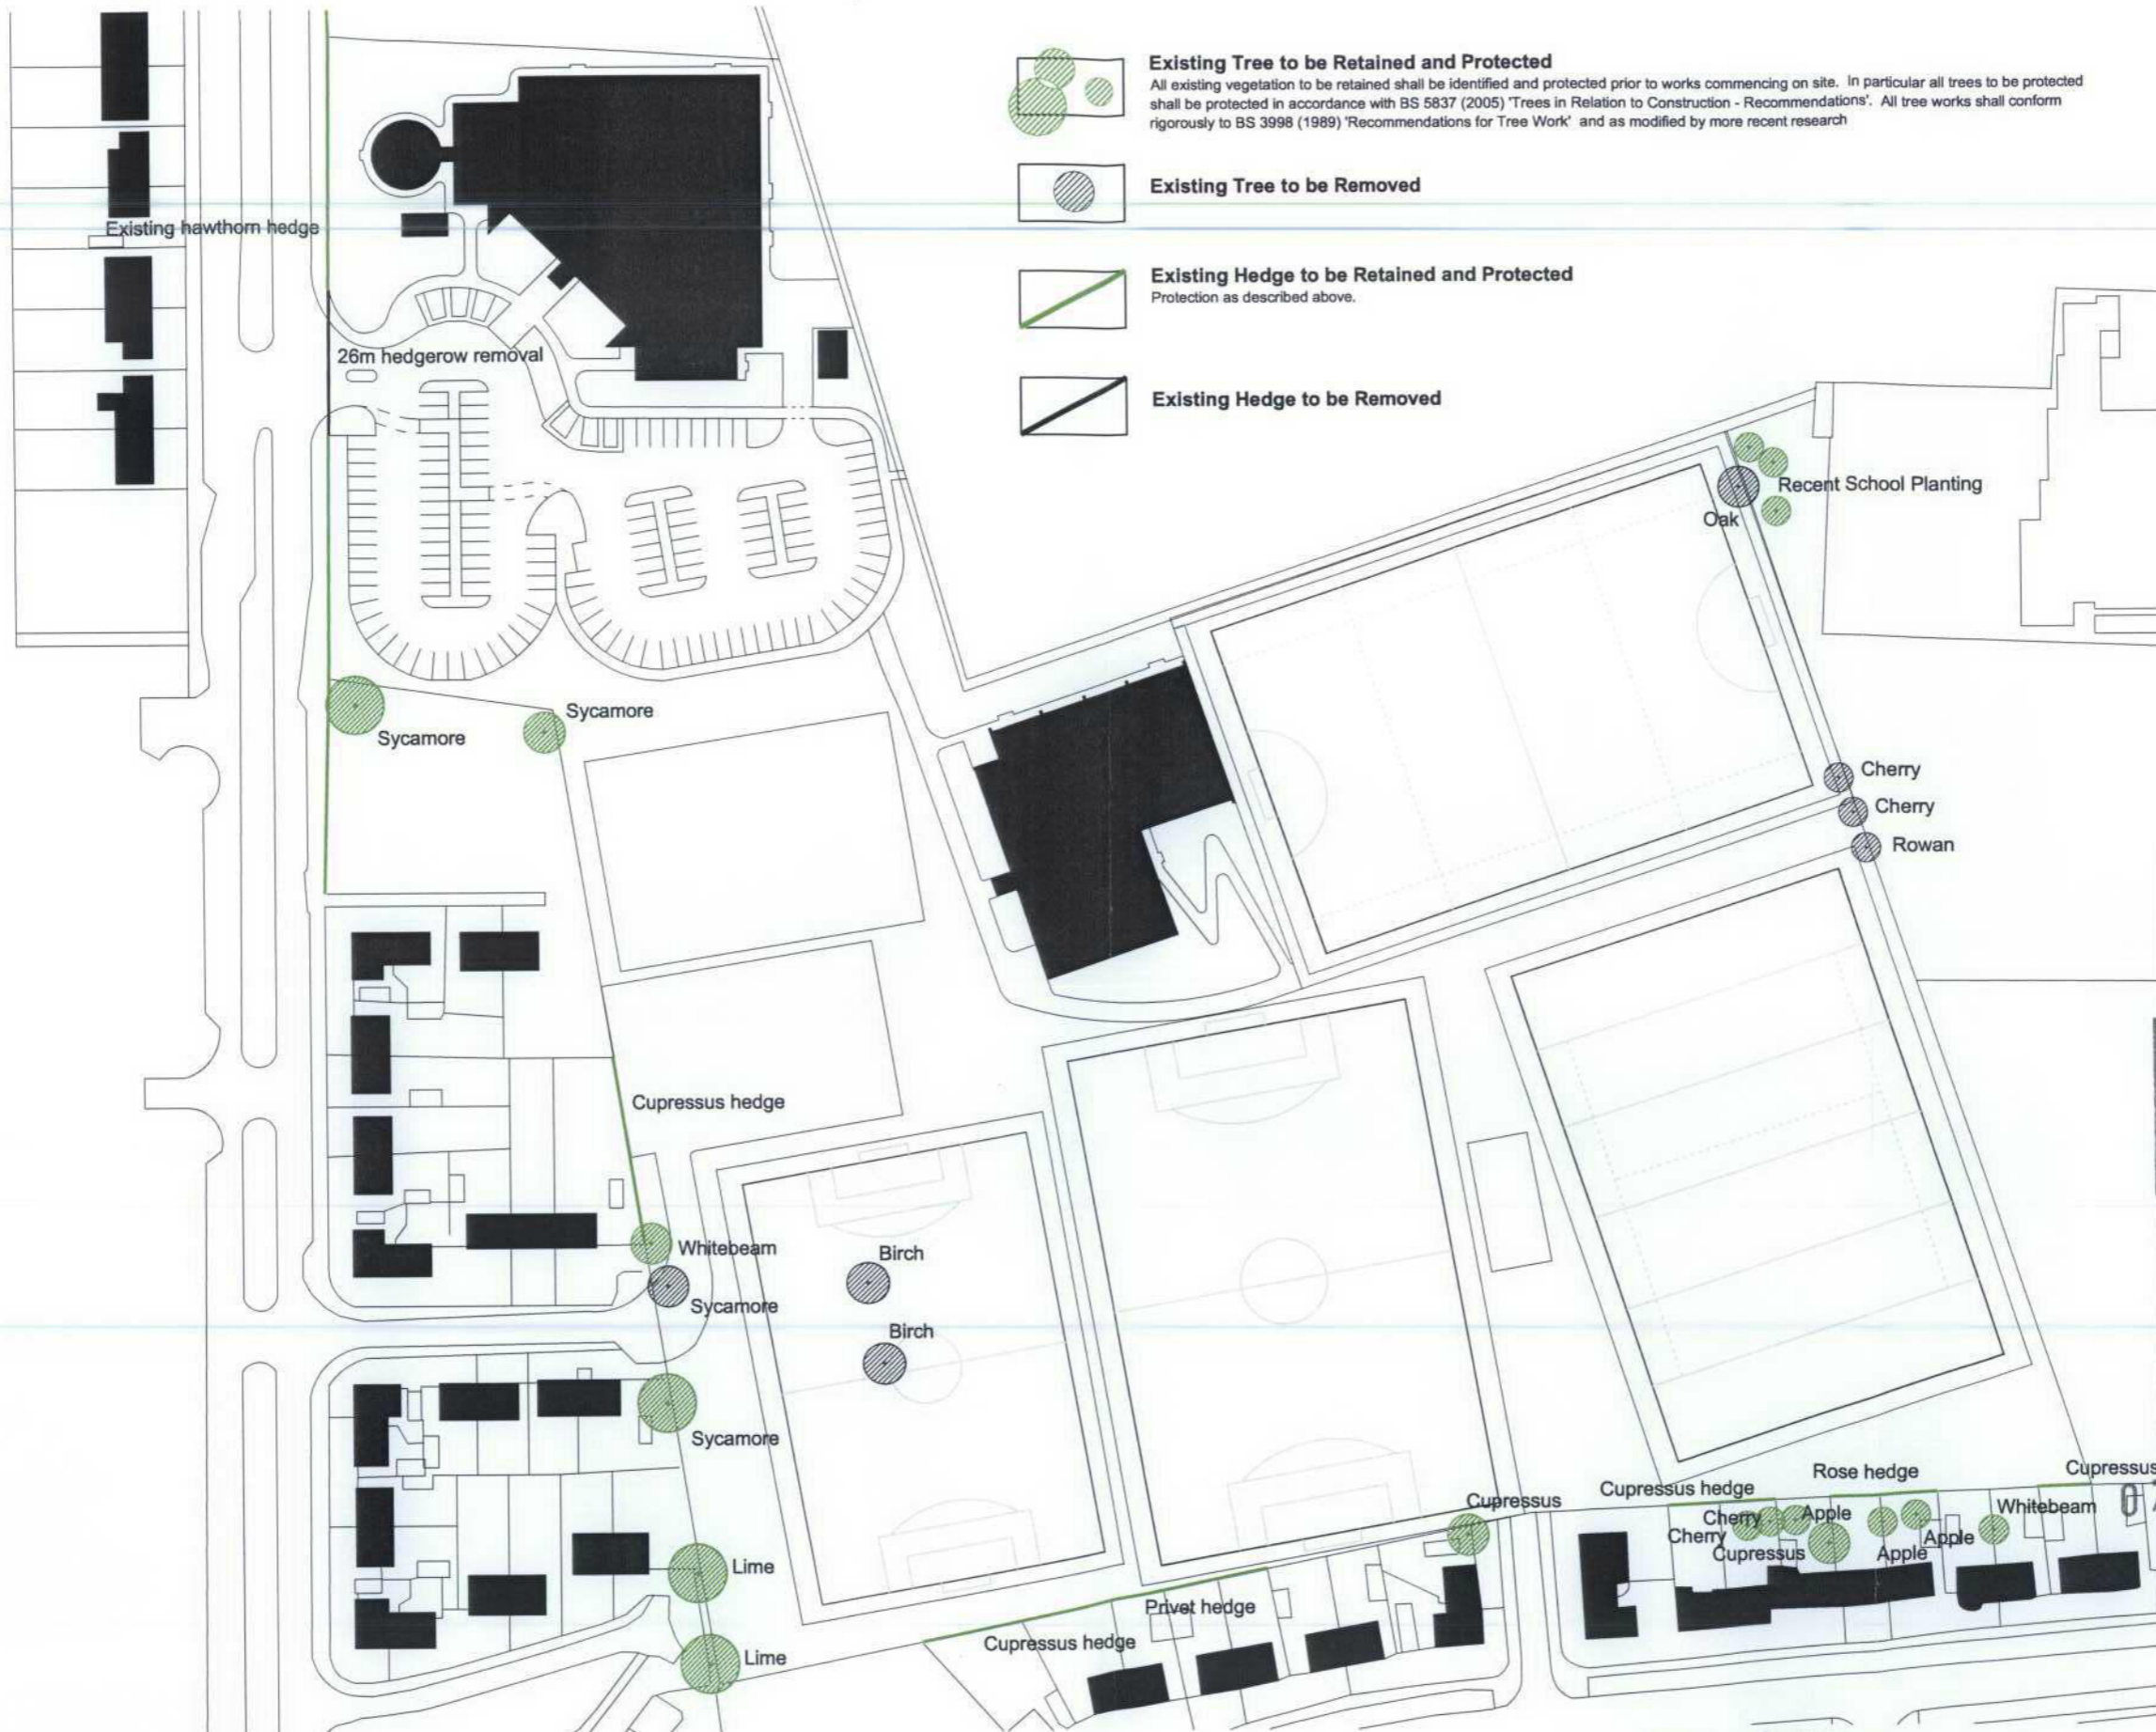 Existing Tree to be Retained and Protected
All existing vegetation to be retained shall be identified and protected prior to works commencing on site. In particular all trees to be protected
shall be protected in accordance with BS 5837 (2005) 'Trees in Relation to Construction - Recommendations'. All tree works shall conform
rigorously to BS 3998 (1989) 'Recommendations for Tree Work' and as modified by more recent research
Existing Tree to be Removed
Existing Hedge to be Retained and Protected
Protection as described above.
Existing Hedge to be Removed
Existing hawthorn hedge
26m hedgerow removal
Recent School Planting
Oak
Sycamore
Sycamore
Cherry
Cherry
Rowan
Cupressus hedge
Whitebeam
Sycamore
Birch
Birch
Sycamore
Lime
Lime
Cupressus hedge
Privet hedge
Cupressus
Cupressus hedge
Rose hedge
Cupressus
Cherry
Cherry
Apple
Cupressus
Apple
Apple
Whitebeam